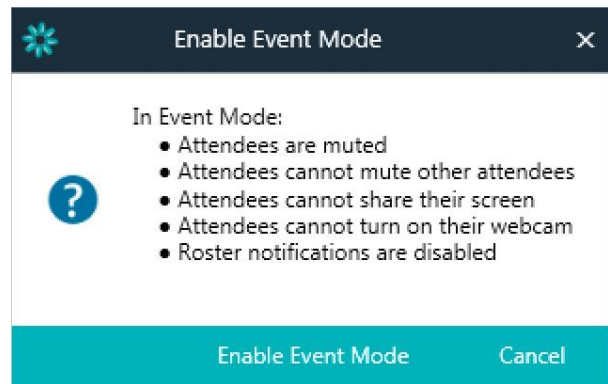 Enable Event Mode
In Event Mode:
● Attendees are muted
● Attendees cannot mute other attendees
● Attendees cannot share their screen
● Attendees cannot turn on their webcam
● Roster notifications are disabled
Enable Event Mode Cancel